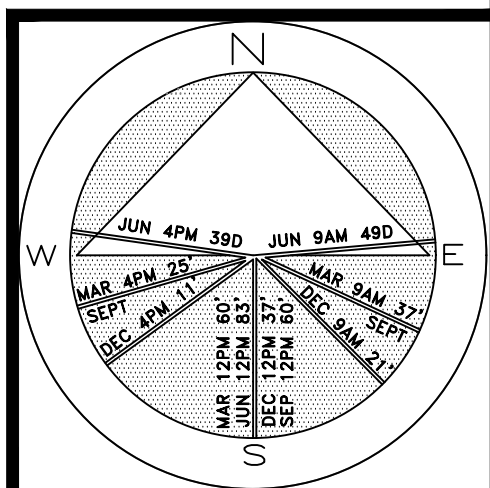 N
JUN 4PM 39D
JUN 9AM 49D
W
E
MAR 4PM 25'
SEPT
DEC 4PM 11'
MAR 9AM 37'
SEPT
DEC 9AM 21'
MAR 12PM 60'
JUN 12PM 83'
DEC 12PM 37'
SEP 12PM 60'
S